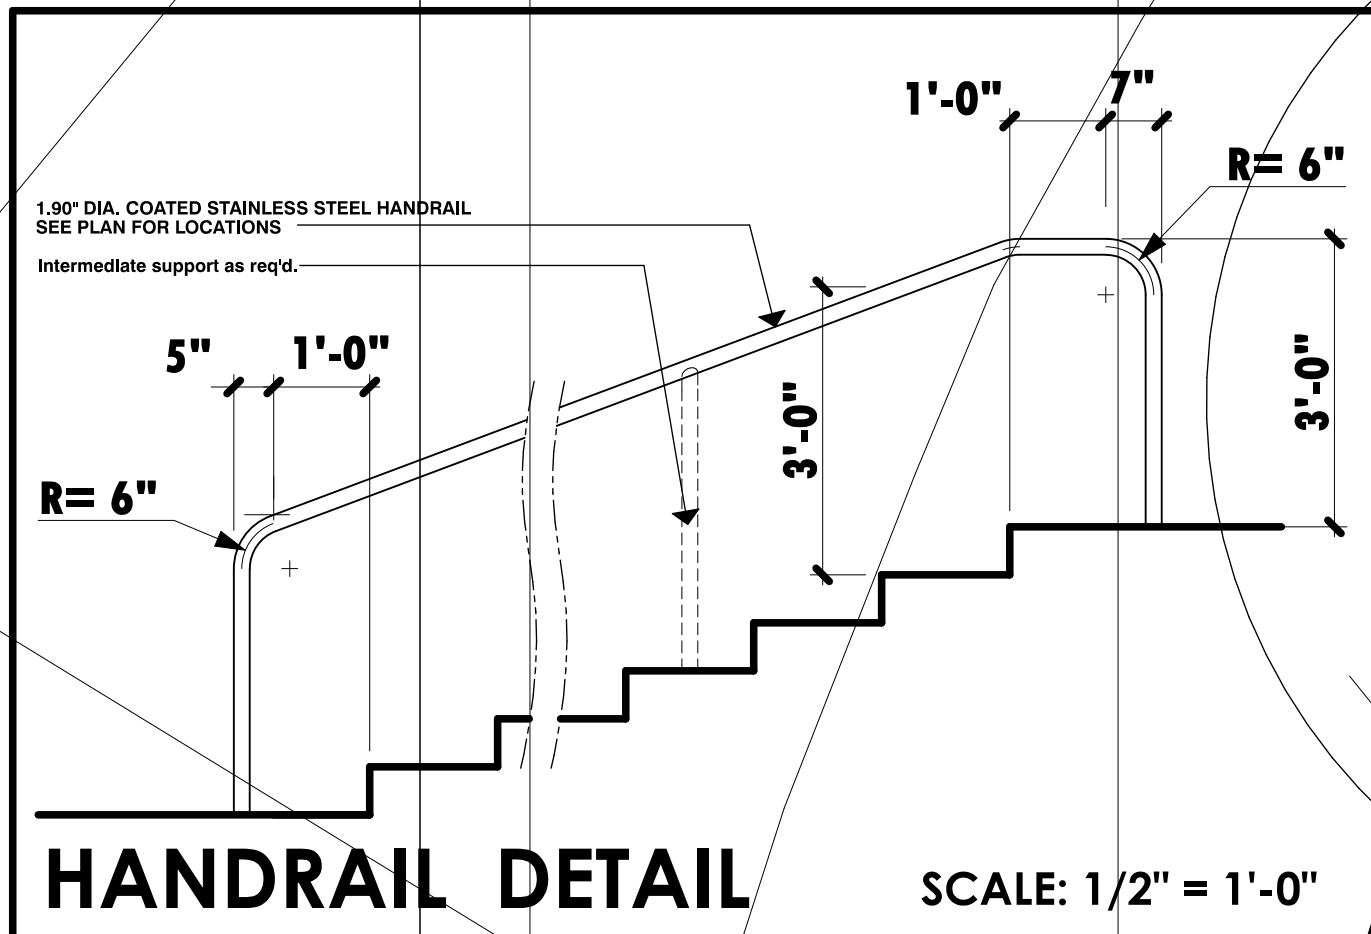 1'-0" 7"
R= 6"
1.90" DIA. COATED STAINLESS STEEL HANDRAIL
SEE PLAN FOR LOCATIONS
Intermediate support as req'd.
5" 1'-0"
3'-0"
3'-0"
R= 6"
HANDRAIL DETAIL
SCALE: 1/2" = 1'-0"